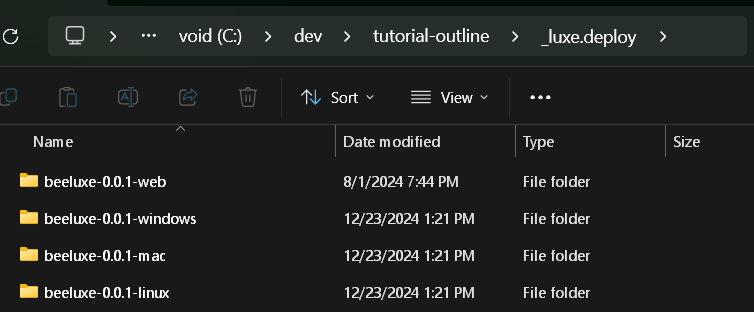 void (C:) dev tutorial-outline _luxe.deploy
Sort View
Name Date modified Type Size
beeluxe-0.0.1-web 8/1/2024 7:44 PM File folder
beeluxe-0.0.1-windows 12/23/2024 1:21 PM File folder
beeluxe-0.0.1-mac 12/23/2024 1:21 PM File folder
beeluxe-0.0.1-linux 12/23/2024 1:21 PM File folder